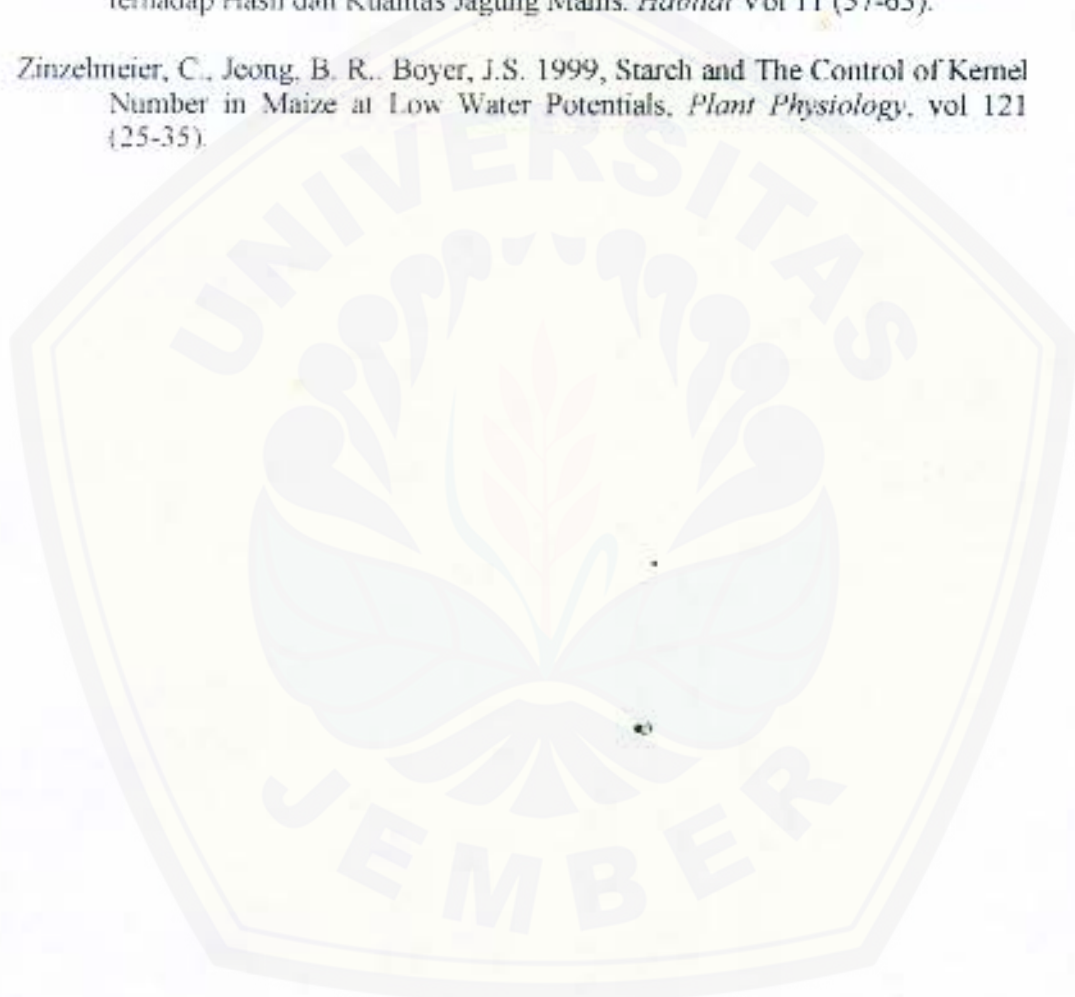 terhadap Hasil dan Kualitas Jagung Manis. Habitat Vol 11 (57-65).
Zinzelmeier, C., Jeong, B. R., Boyer, J.S. 1999, Starch and The Control of Kernel
Number in Maize at Low Water Potentials, Plant Physiology, vol 121
(25-35).
UNIVERSITAS
JEMBER